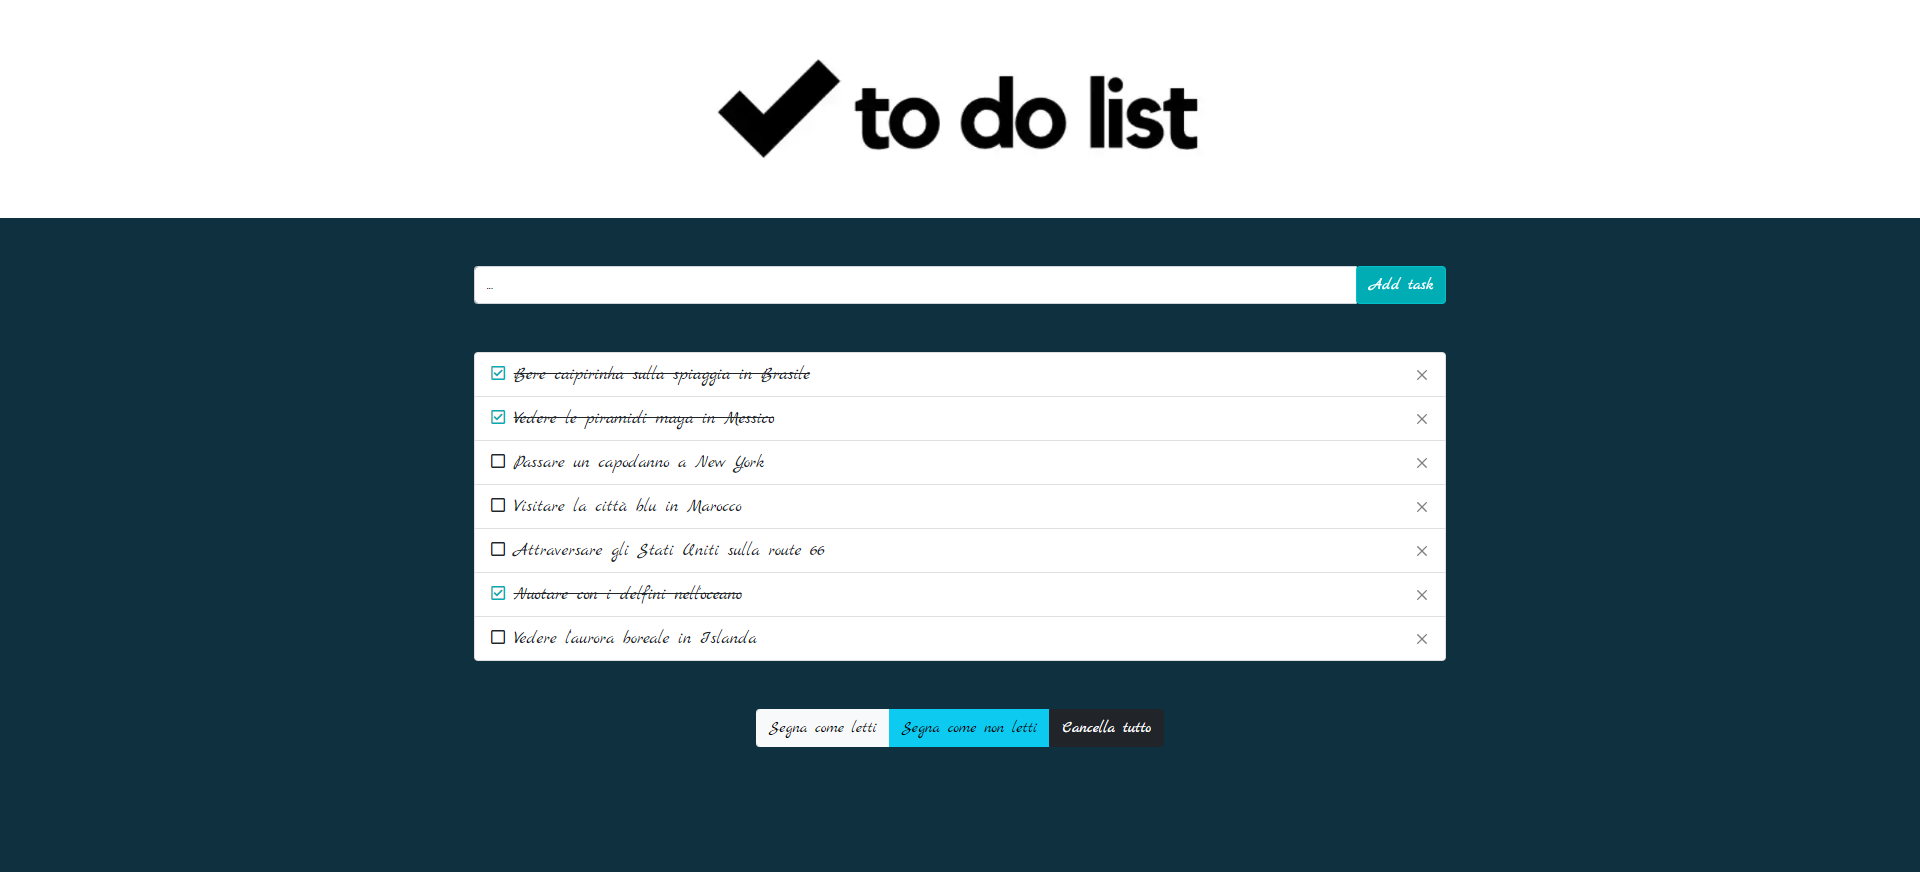 to do list
...
Add task
Bere caipirinha sulla spiaggia in Brasile
Vedere le piramidi maya in Messico
Passare un capodanno a New York
Visitare la città blu in Marocco
Attraversare gli Stati Uniti sulla route 66
Nuotare con i delfini nell'oceano
Vedere l'aurora boreale in Islanda
Segna come letti
Segna come non letti
Cancella tutto